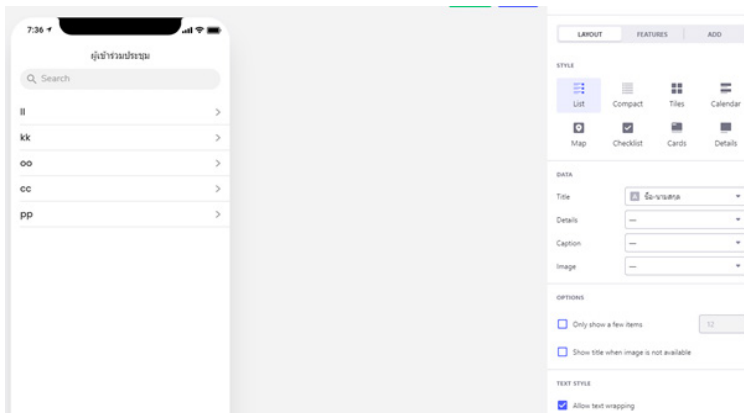 7:36
ผู้เข้าร่วมประชุม
Search
ll
kk
oo
cc
pp
LAYOUT FEATURES ADD
STYLE
List Compact Tiles Calendar
Map Checklist Cards Details
DATA
Title ชื่อ-นามสกุล
Details —
Caption —
Image —
OPTIONS
Only show a few items 12
Show title when image is not available
TEXT STYLE
Allow text wrapping